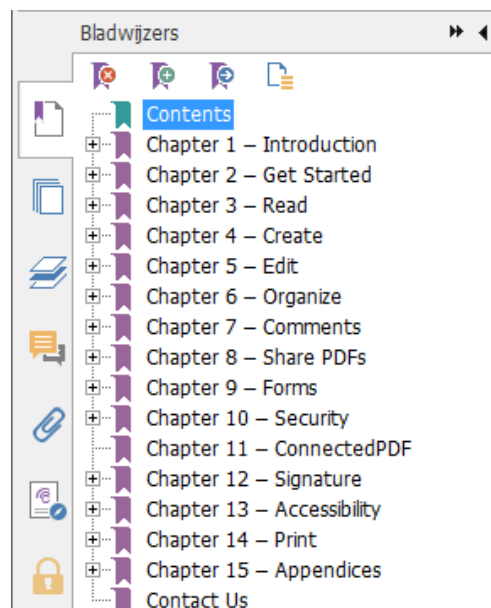 Bladwijzers
Contents
Chapter 1 – Introduction
Chapter 2 – Get Started
Chapter 3 – Read
Chapter 4 – Create
Chapter 5 – Edit
Chapter 6 – Organize
Chapter 7 – Comments
Chapter 8 – Share PDFs
Chapter 9 – Forms
Chapter 10 – Security
Chapter 11 – ConnectedPDF
Chapter 12 – Signature
Chapter 13 – Accessibility
Chapter 14 – Print
Chapter 15 – Appendices
Contact Us